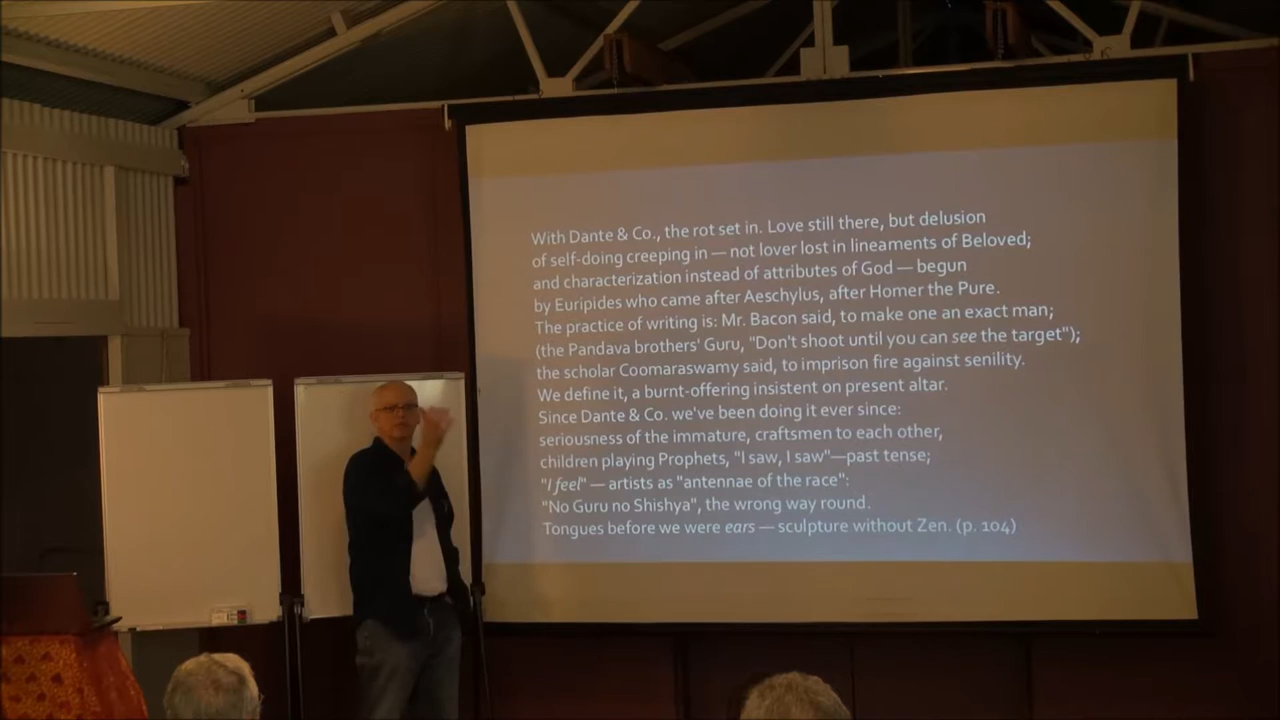 With Dante & Co., the rot set in. Love still there, but delusion
of self-doing creeping in — not lover lost in lineaments of Beloved;
and characterization instead of attributes of God — begun
by Euripides who came after Aeschylus, after Homer the Pure.
The practice of writing is: Mr. Bacon said, to make one an exact man;
(the Pandava brothers' Guru, "Don't shoot until you can see the target");
the scholar Coomaraswamy said, to imprison fire against senility.
We define it, a burnt-offering insistent on present altar.
Since Dante & Co. we've been doing it ever since:
seriousness of the immature, craftsmen to each other,
children playing Prophets, "I saw, I saw"—past tense;
"I feel" — artists as "antennae of the race":
"No Guru no Shishya", the wrong way round.
Tongues before we were ears — sculpture without Zen. (p. 104)